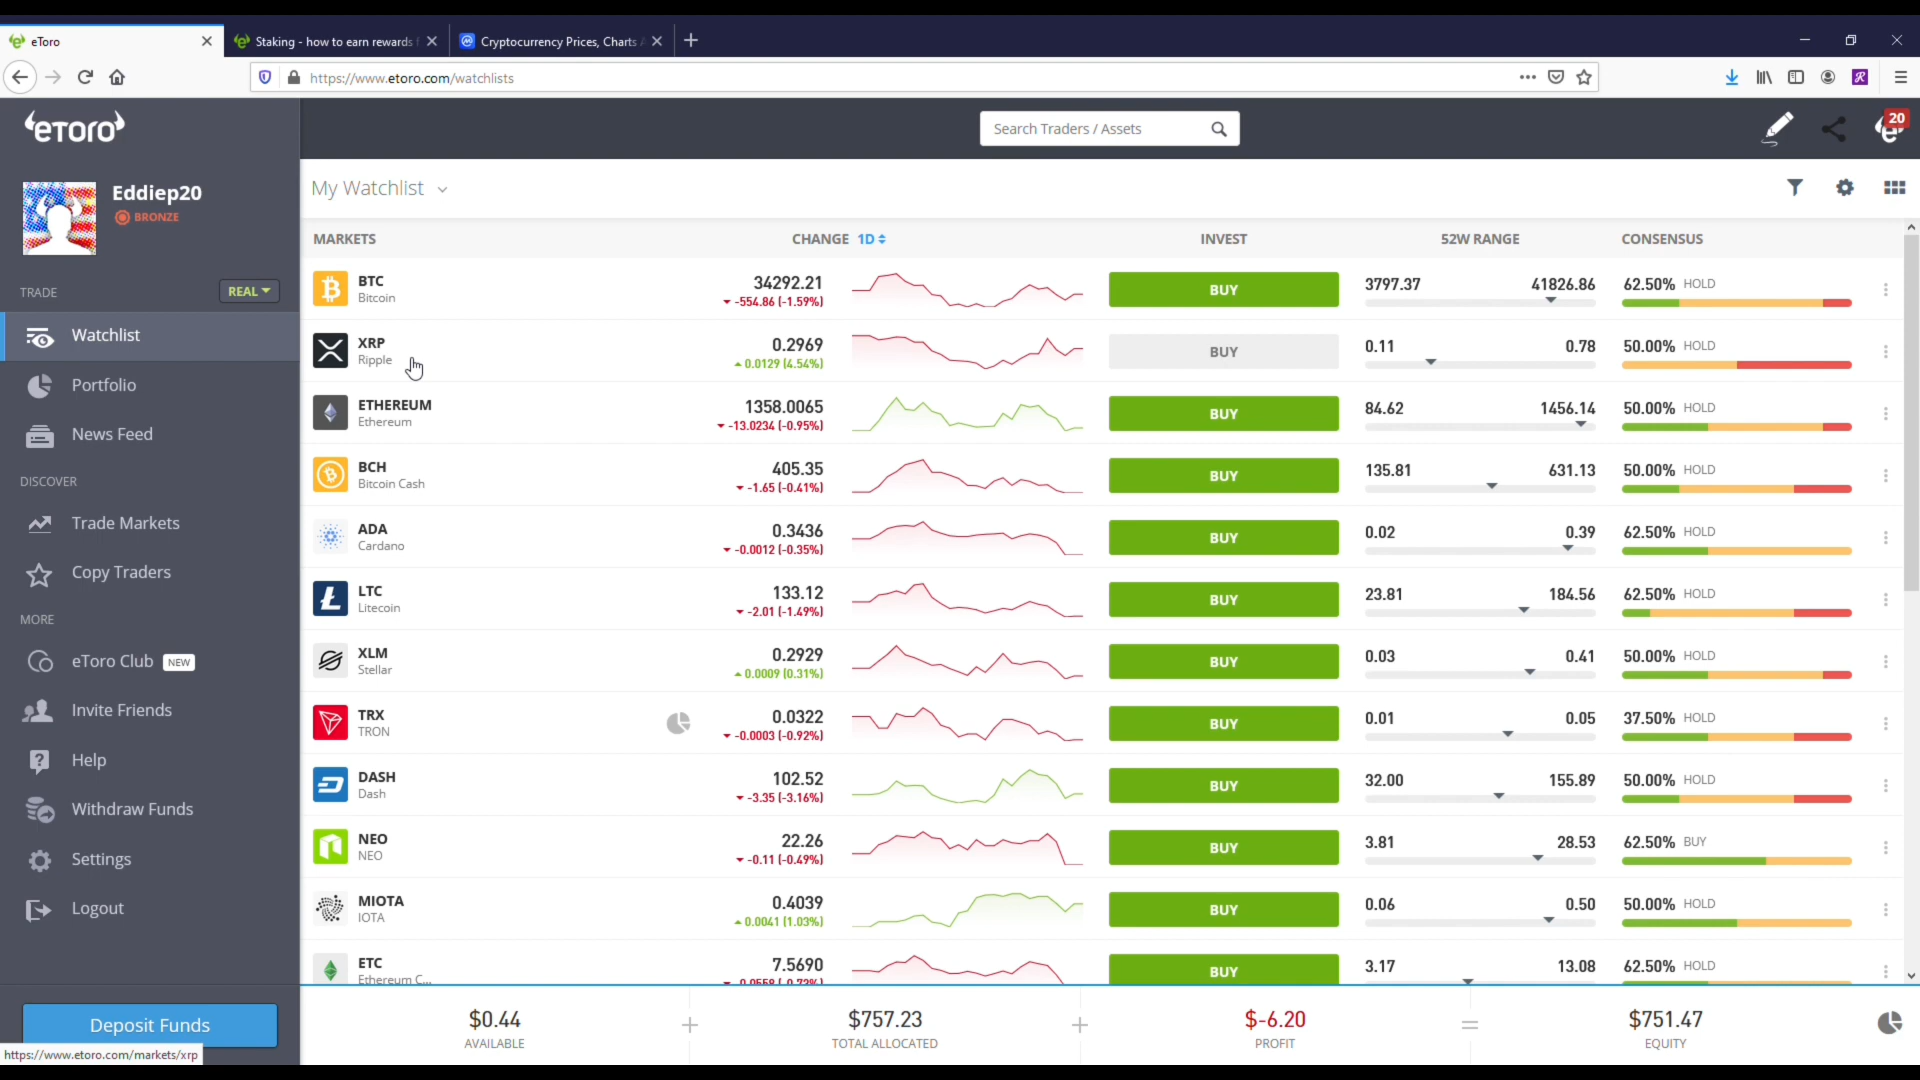 eToro
Staking - how to earn rewards f
Cryptocurrency Prices, Charts A
https://www.etoro.com/watchlists
eTORO
Search Traders / Assets
20
Eddiep20
BRONZE
My Watchlist
TRADE
REAL
Watchlist
Portfolio
News Feed
DISCOVER
Trade Markets
Copy Traders
MORE
eToro Club NEW
Invite Friends
Help
Withdraw Funds
Settings
Logout
Deposit Funds
https://www.etoro.com/markets/xrp
MARKETS CHANGE 1D INVEST 52W RANGE CONSENSUS
BTC 34292.21 BUY 3797.37 41826.86 62.50% HOLD
Bitcoin -554.86 (-1.59%)
XRP 0.2969 BUY 0.11 0.78 50.00% HOLD
Ripple 0.0129 (4.54%)
ETHEREUM 1358.0065 BUY 84.62 1456.14 50.00% HOLD
Ethereum -13.0234 (-0.95%)
BCH 405.35 BUY 135.81 631.13 50.00% HOLD
Bitcoin Cash -1.65 (-0.41%)
ADA 0.3436 BUY 0.02 0.39 62.50% HOLD
Cardano -0.0012 (-0.35%)
LTC 133.12 BUY 23.81 184.56 62.50% HOLD
Litecoin -2.01 (-1.49%)
XLM 0.2929 BUY 0.03 0.41 50.00% HOLD
Stellar 0.0009 (0.31%)
TRX 0.0322 BUY 0.01 0.05 37.50% HOLD
TRON -0.0003 (-0.92%)
DASH 102.52 BUY 32.00 155.89 50.00% HOLD
Dash -3.35 (-3.16%)
NEO 22.26 BUY 3.81 28.53 62.50% BUY
NEO -0.11 (-0.49%)
MIOTA 0.4039 BUY 0.06 0.50 50.00% HOLD
IOTA 0.0041 (1.03%)
ETC 7.5690 BUY 3.17 13.08 62.50% HOLD
Ethereum C...
$0.44 + $757.23 + $-6.20 = $751.47
AVAILABLE TOTAL ALLOCATED PROFIT EQUITY